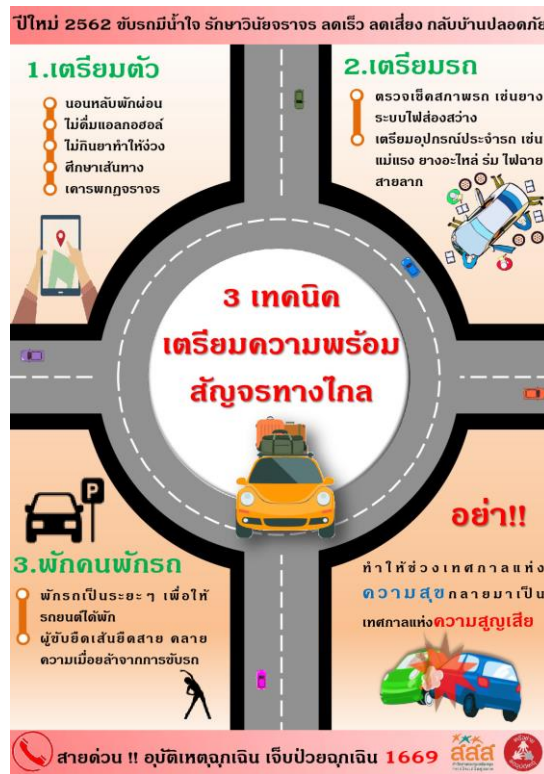 ปีใหม่ 2562 ขับรถมีน้ำใจ รักษาวินัยจราจร ลดเร็ว ลดเสี่ยง กลับบ้านปลอดภัย
1.เตรียมตัว
นอนหลับพักผ่อน
ไม่ดื่มแอลกอฮอล์
ไม่กินยาทำให้ง่วง
ศึกษาเส้นทาง
เคารพกฎจราจร
2.เตรียมรถ
ตรวจเช็คสภาพรถ เช่นยาง
ระบบไฟส่องสว่าง
เตรียมอุปกรณ์ประจำรถ เช่น
แม่แรง ยางอะไหล่ ร่ม ไฟฉาย
สายลาก
3 เทคนิค
เตรียมความพร้อม
สัญจรทางไกล
P
3.พักคนพักรถ
พักรถเป็นระยะๆ เพื่อให้
รถยนต์ได้พัก
ผู้ขับยืดเส้นยืดสาย คลาย
ความเมื่อยล้าจากการขับรถ
อย่า!!
ทำให้ช่วงเทศกาลแห่ง
ความสุขกลายมาเป็น
เทศกาลแห่งความสูญเสีย
สายด่วน !! อุบัติเหตุฉุกเฉิน เจ็บป่วยฉุกเฉิน 1669
สสส